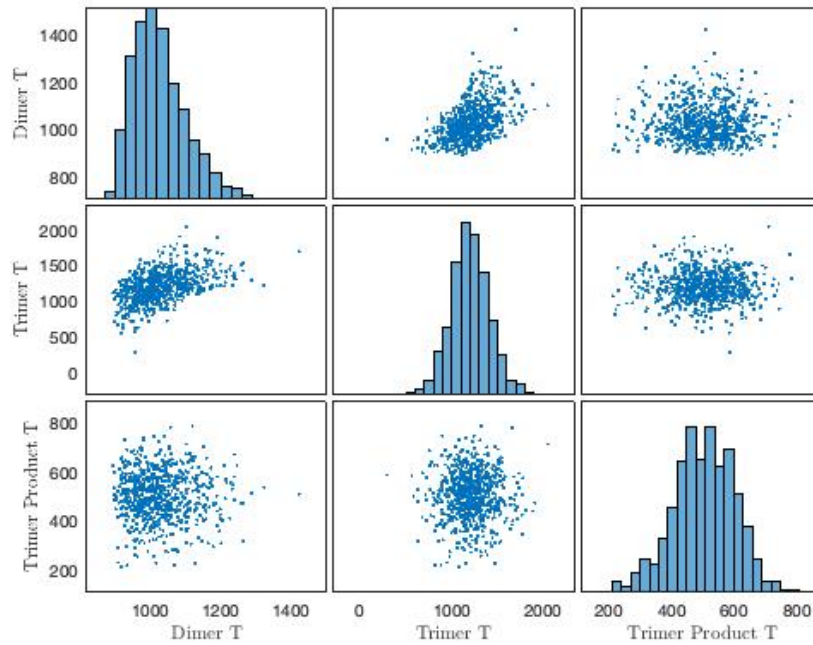 1400
1200
1000
800
Dimer T
2000
1500
1000
500
0
Trimer T
800
600
400
200
Trimer Product T
1000 1200 1400
0 1000 2000
200 400 600 800
Dimer T
Trimer T
Trimer Product T